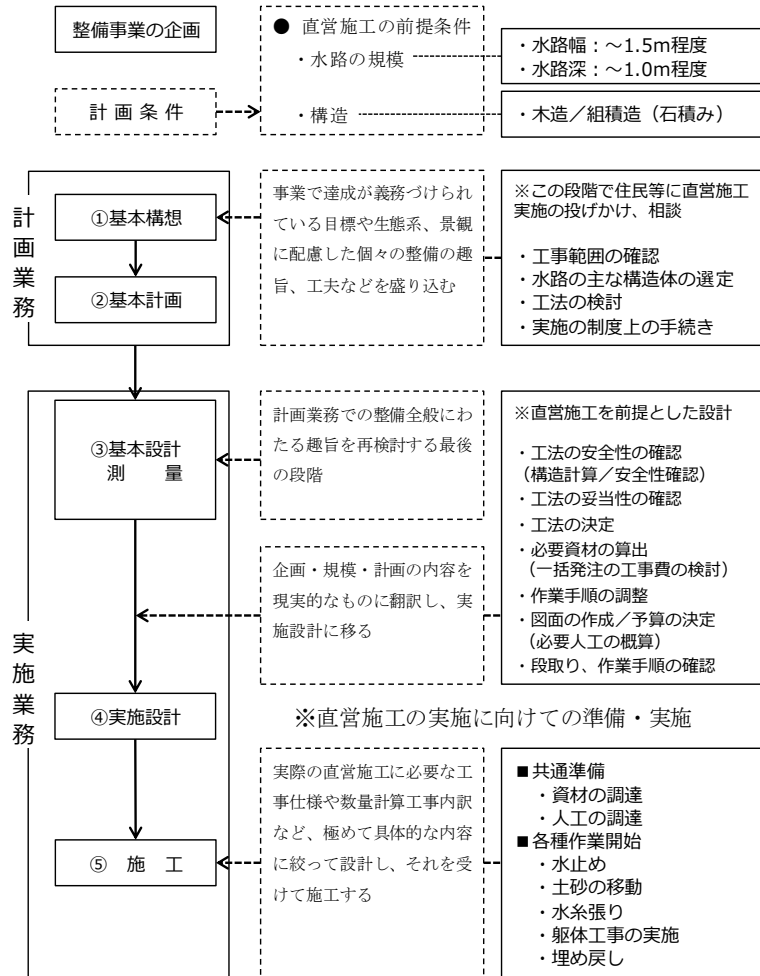 整備事業の企画
計画条件
● 直営施工の前提条件
・水路の規模
・構造
・水路幅：～1.5m程度
・水路深：～1.0m程度
・木造／組積造（石積み）
計画業務
①基本構想
②基本計画
事業で達成が義務づけられ
ている目標や生態系、景観
に配慮した個々の整備の趣
旨、工夫などを盛り込む
※この段階で住民等に直営施工
実施の投げかけ、相談
・工事範囲の確認
・水路の主な構造体の選定
・工法の検討
・実施の制度上の手続き
実施業務
③基本設計
測　量
計画業務での整備全般にわ
たる趣旨を再検討する最後
の段階
企画・規模・計画の内容を
現実的なものに翻訳し、実
施設計に移る
※直営施工を前提とした設計
・工法の安全性の確認
（構造計算／安全性確認）
・工法の妥当性の確認
・工法の決定
・必要資材の算出
（一括発注の工事費の検討）
・作業手順の調整
・図面の作成／予算の決定
（必要人工の概算）
・段取り、作業手順の確認
④実施設計
※直営施工の実施に向けての準備・実施
⑤　施　工
実際の直営施工に必要な工
事仕様や数量計算工事内訳
など、極めて具体的な内容
に絞って設計し、それを受
けて施工する
■共通準備
・資材の調達
・人工の調達
■各種作業開始
・水止め
・土砂の移動
・水糸張り
・躯体工事の実施
・埋め戻し